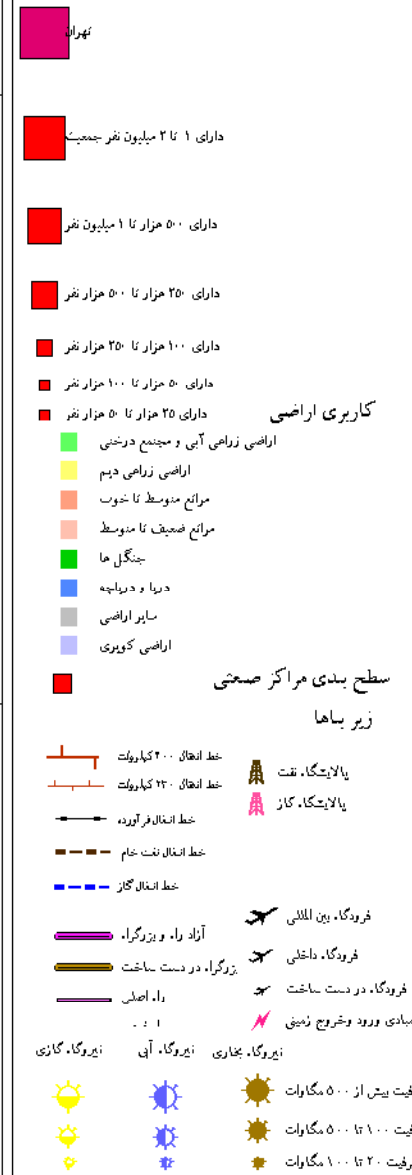 تهران
دارای ۱ تا ۲ میلیون نفر جمعیت
دارای ۵۰۰ هزار تا ۱ میلیون نفر
دارای ۲۵۰ هزار تا ۵۰۰ هزار نفر
دارای ۱۰۰ هزار تا ۲۵۰ هزار نفر
دارای ۵۰ هزار تا ۱۰۰ هزار نفر
دارای ۲۵ هزار تا ۵۰ هزار نفر
کاربری اراضی
اراضی زراعی آبی و مجتمع درختی
اراضی زراعی دیم
مراتع متوسط تا خوب
مراتع ضعیف تا متوسط
جنگل ها
دریا و دریاچه
سایر اراضی
اراضی کویری
سطح بندی مراکز صنعتی
زیر بناها
خط انتقال ۴۰۰ کیلوولت
خط انتقال ۲۳۰ کیلوولت
پالایشگاه نفت
پالایشگاه گاز
خط انتقال فرآورده
خط انتقال نفت خام
خط انتقال گاز
فرودگاه بین المللی
آزاد راه و بزرگراه
فرودگاه داخلی
بزرگراه در دست ساخت
فرودگاه در دست ساخت
راه اصلی
مبادی ورود وخروج زمینی
نیروگاه بخاری نیروگاه آبی نیروگاه گازی
فیت بیش از ۵۰۰ مگاوات
فیت ۱۰۰ تا ۵۰۰ مگاوات
فیت ۲۰ تا ۱۰۰ مگاوات